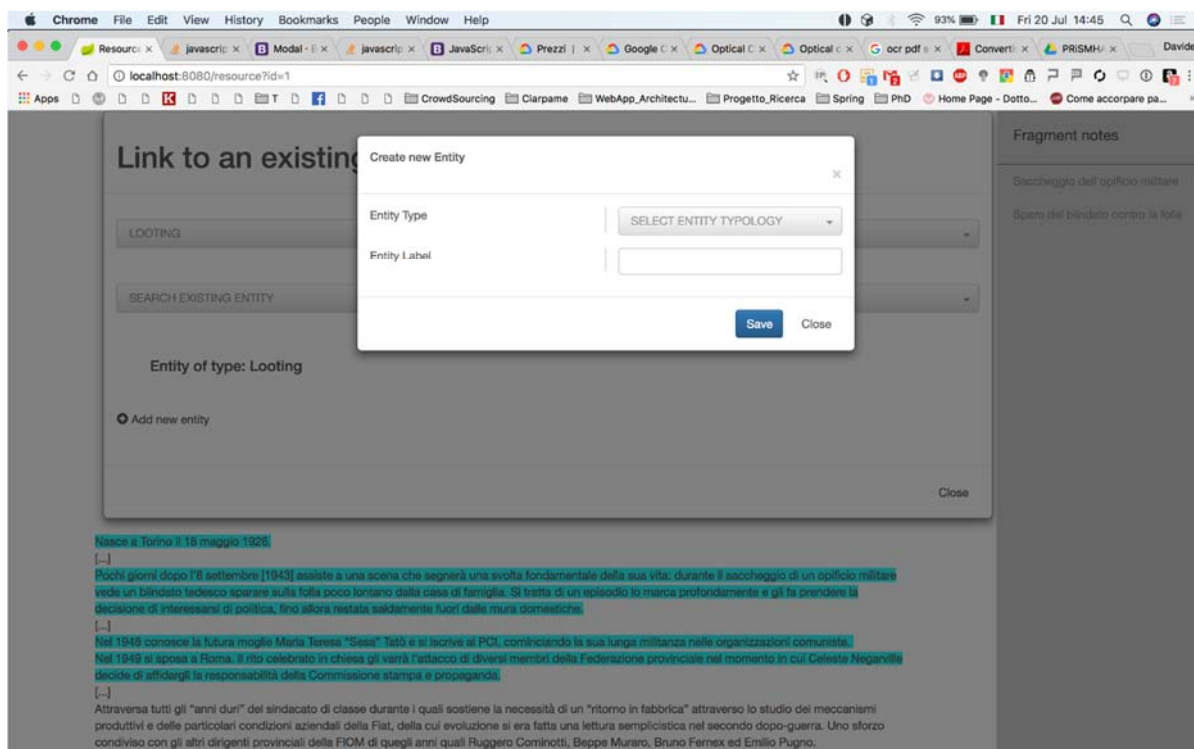 Chrome File Edit View History Bookmarks People Window Help 93% Fri 20 Jul 14:45
Resourc javascrip Modal - B javascrip JavaScri Prezzi | Google C Optical C Optical c ocr pdf s Converti PRiSMHA Davide
localhost:8080/resource?id=1
Apps T CrowdSourcing Ciarpame WebApp_Architectu... Progetto_Ricerca Spring PhD Home Page - Dotto... Come accorpare pa...
Link to an existing
LOOTING
SEARCH EXISTING ENTITY
Entity of type: Looting
Add new entity
Close
Create new Entity
×
Entity Type SELECT ENTITY TYPOLOGY
Entity Label
Save Close
Fragment notes
Saccheggio dell'opificio militare
Sparo del blindato contro la folla
Nasce a Torino il 18 maggio 1926.
[...]
Pochi giorni dopo l'8 settembre [1943] assiste a una scena che segnerà una svolta fondamentale della sua vita: durante il saccheggio di un opificio militare
vede un blindato tedesco sparare sulla folla poco lontano dalla casa di famiglia. Si tratta di un episodio lo marca profondamente e gli fa prendere la
decisione di interessarsi di politica, fino allora restata saldamente fuori dalle mura domestiche.
[...]
Nel 1948 conosce la futura moglie Maria Teresa "Sesa" Tatò e si iscrive al PCI, cominciando la sua lunga militanza nelle organizzazioni comuniste.
Nel 1949 si sposa a Roma. Il rito celebrato in chiesa gli varrà l'attacco di diversi membri della Federazione provinciale nel momento in cui Celeste Negarville
decide di affidargli la responsabilità della Commissione stampa e propaganda.
[...]
Attraversa tutti gli "anni duri" del sindacato di classe durante i quali sostiene la necessità di un "ritorno in fabbrica" attraverso lo studio dei meccanismi
produttivi e delle particolari condizioni aziendali della Fiat, della cui evoluzione si era fatta una lettura semplicistica nel secondo dopo-guerra. Uno sforzo
condiviso con gli altri dirigenti provinciali della FIOM di quegli anni quali Ruggero Cominotti, Beppe Muraro, Bruno Fernex ed Emilio Pugno.